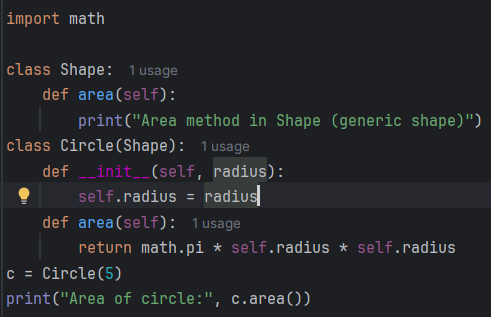 import math
class Shape: 1 usage
    def area(self):
        print("Area method in Shape (generic shape)")
class Circle(Shape): 1 usage
    def __init__(self, radius):
        self.radius = radius
    def area(self): 1 usage
        return math.pi * self.radius * self.radius
c = Circle(5)
print("Area of circle:", c.area())